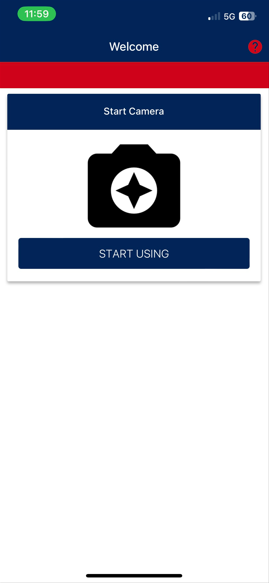 11:59
5G 60
Welcome
?
Start Camera
START USING